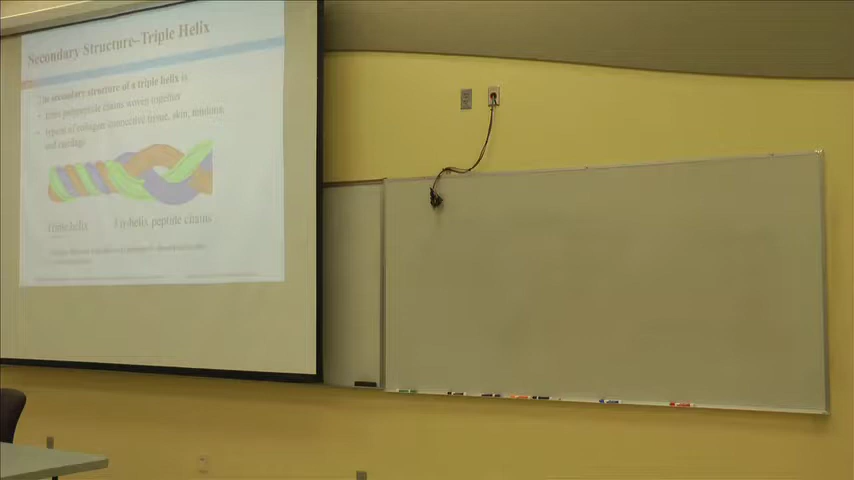 Secondary Structure–Triple Helix
The secondary structure of a triple helix is
• three polypeptide chains woven together
• typical of collagen connective tissue, skin, tendons,
and cartilage
Triple helix
3 α-helix peptide chains